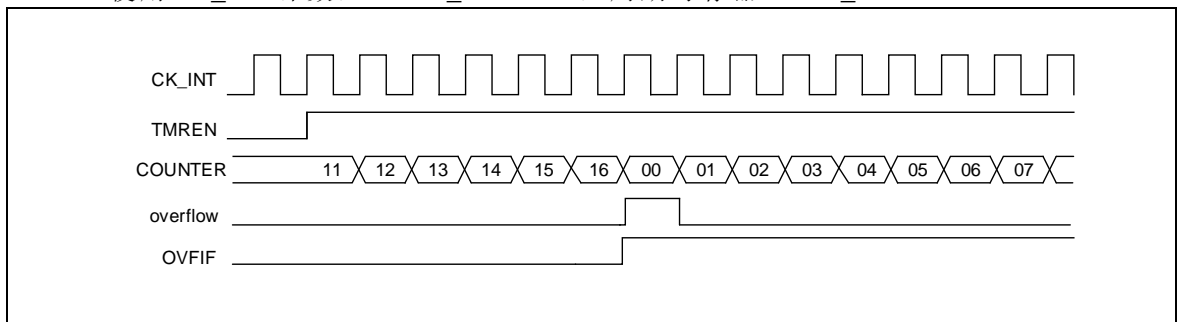 CK_INT
TMREN
COUNTER 11 12 13 14 15 16 00 01 02 03 04 05 06 07
overflow
OVFIF